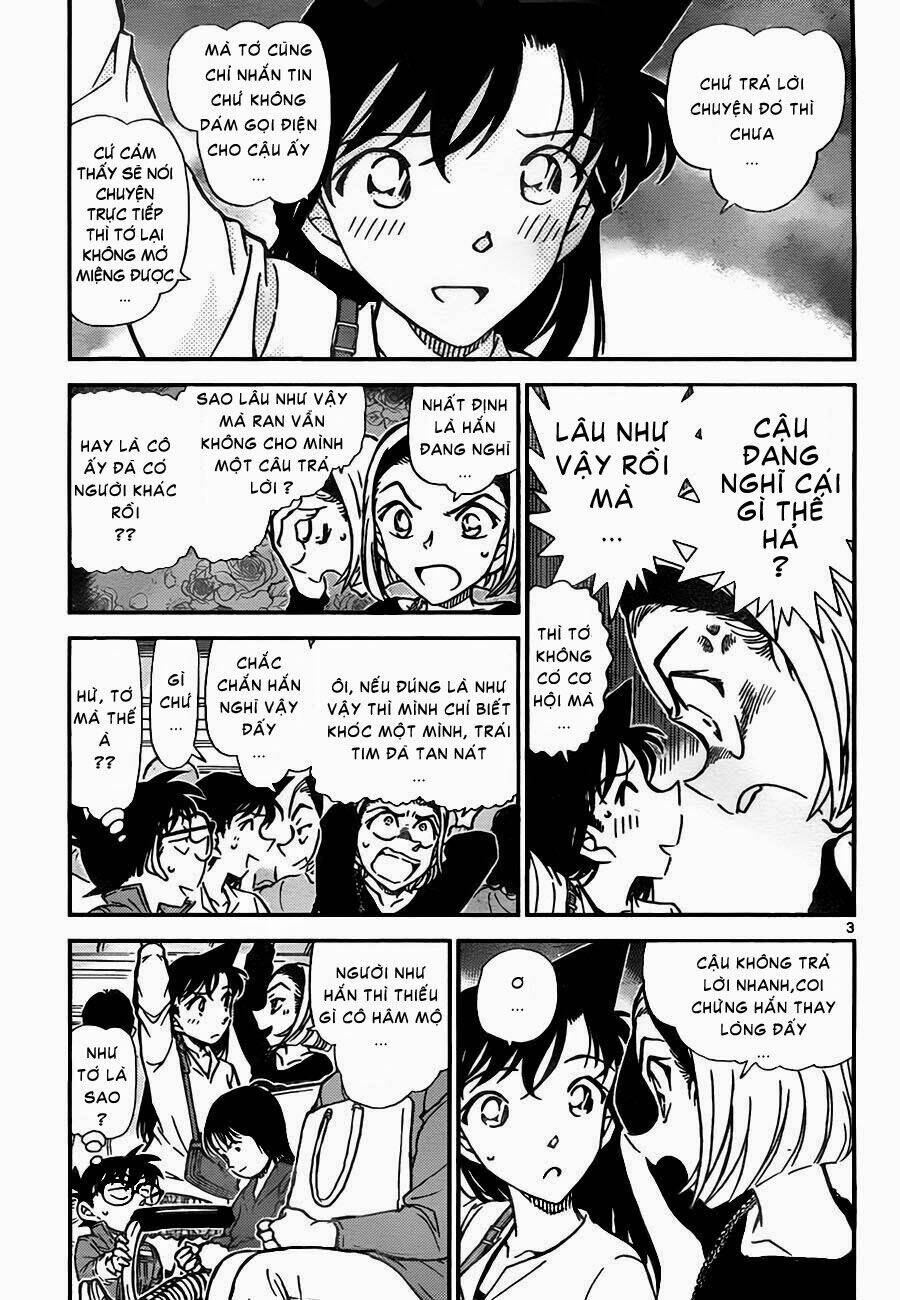 CHỨ TRẢ LỜI
CHUYỆN ĐÓ THÌ
CHƯA
MÀ TỚ CŨNG
CHỈ NHẮN TIN
CHỨ KHÔNG
DÁM GỌI ĐIỆN
CHO CẬU ẤY
...
CỨ CẢM
THẤY SẼ NÓI
CHUYỆN
TRỰC TIẾP
THÌ TỚ LẠI
KHÔNG MỞ
MIỆNG ĐƯỢC
...
CẬU
ĐANG
NGHĨ CÁI
GÌ THẾ
HẢ
?
LÂU NHƯ
VẬY RỒI
MÀ
...
THÌ TỚ
KHÔNG
CÓ CƠ
HỘI MÀ
...
NHẤT ĐỊNH
LÀ HẮN
ĐANG NGHĨ
...
SAO LÂU NHƯ VẬY
MÀ RAN VẪN
KHÔNG CHO MÌNH
MỘT CÂU TRẢ
LỜI ?
HAY LÀ CÔ
ẤY ĐÃ CÓ
NGƯỜI KHÁC
RỒI
??
ÔI, NẾU ĐÚNG LÀ NHƯ
VẬY THÌ MÌNH CHỈ BIẾT
KHÓC MỘT MÌNH, TRÁI
TIM ĐÃ TAN NÁT
...
CHẮC
CHẮN HẮN
NGHĨ VẬY
ĐẤY
...
GÌ
CHứ
...
HỨ, TỚ
MÀ THẾ
À
??
3
CẬU KHÔNG TRẢ
LỜI NHANH,COI
CHỪNG HẮN THAY
LÒNG ĐẤY
...
Ơ
...
NGƯỜI NHƯ
HẮN THÌ THIẾU
GÌ CÔ HÂM MỘ
...
NHƯ
TỚ LÀ
SAO
?